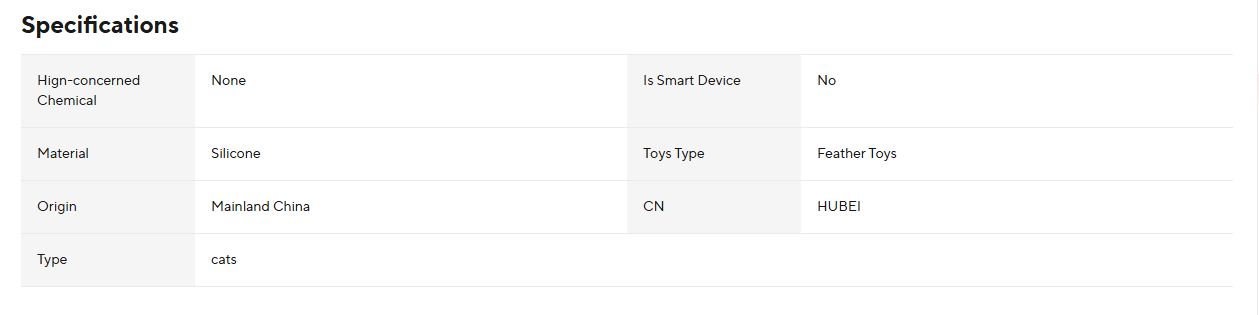 Specifications
Hign-concerned
Chemical
None
Is Smart Device
No
Material
Silicone
Toys Type
Feather Toys
Origin
Mainland China
CN
HUBEI
Type
cats